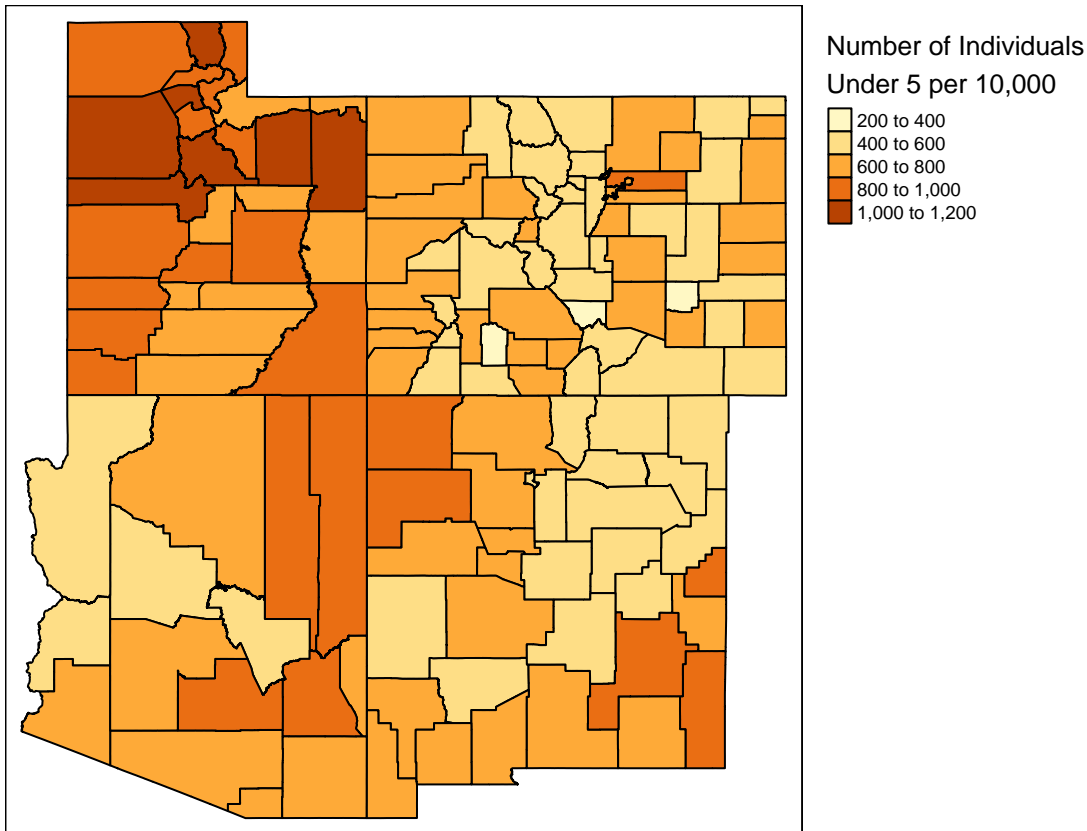 Number of Individuals
Under 5 per 10,000
200 to 400
400 to 600
600 to 800
800 to 1,000
1,000 to 1,200